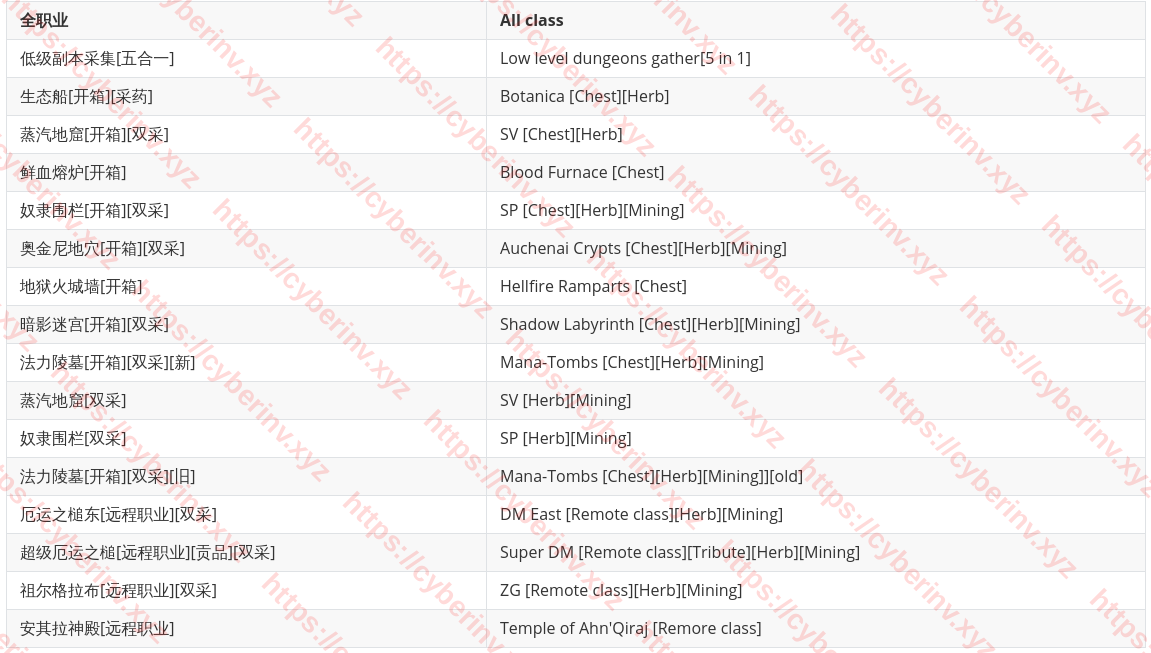 全职业 All class
低级副本采集[五合一] Low level dungeons gather[5 in 1]
生态船[开箱][采药] Botanica [Chest][Herb]
蒸汽地窟[开箱][双采] SV [Chest][Herb]
鲜血熔炉[开箱] Blood Furnace [Chest]
奴隶围栏[开箱][双采] SP [Chest][Herb][Mining]
奥金尼地穴[开箱][双采] Auchenai Crypts [Chest][Herb][Mining]
地狱火城墙[开箱] Hellfire Ramparts [Chest]
暗影迷宫[开箱][双采] Shadow Labyrinth [Chest][Herb][Mining]
法力陵墓[开箱][双采][新] Mana-Tombs [Chest][Herb][Mining]
蒸汽地窟[双采] SV [Herb][Mining]
奴隶围栏[双采] SP [Herb][Mining]
法力陵墓[开箱][双采][旧] Mana-Tombs [Chest][Herb][Mining]][old]
厄运之槌东[远程职业][双采] DM East [Remote class][Herb][Mining]
超级厄运之槌[远程职业][贡品][双采] Super DM [Remote class][Tribute][Herb][Mining]
祖尔格拉布[远程职业][双采] ZG [Remote class][Herb][Mining]
安其拉神殿[远程职业] Temple of Ahn'Qiraj [Remore class]
https://cyberinv.xyz